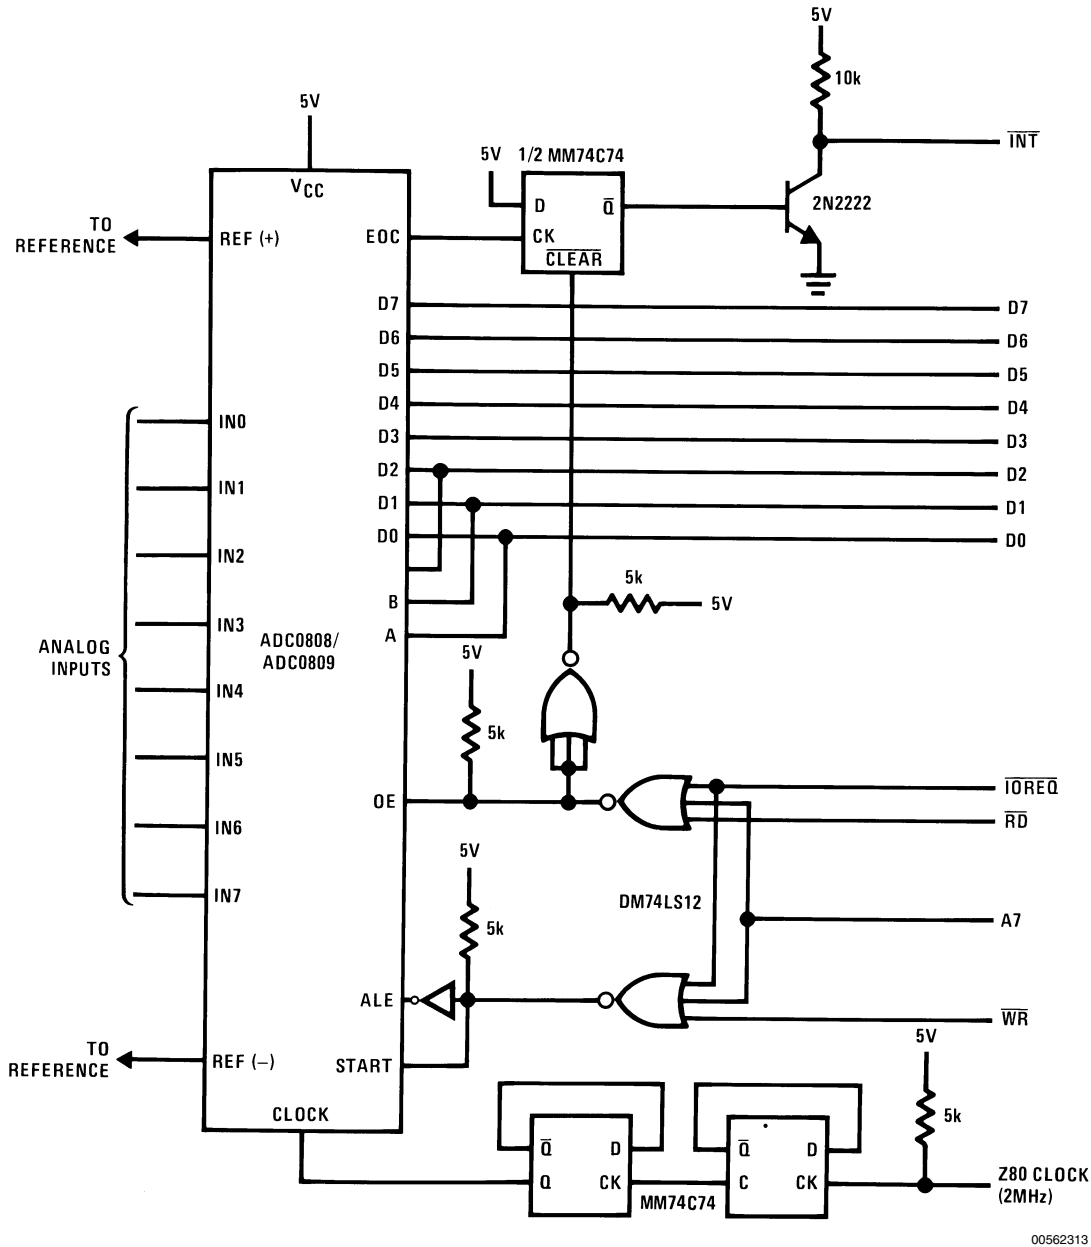 5V
10k
INT
5V
VCC
5V
1/2 MM74C74
D
Q
CK
CLEAR
2N2222
TO
REFERENCE
REF (+)
EOC
D7
D7
D6
D6
D5
D5
D4
D4
D3
D3
D2
D2
D1
D1
D0
D0
B
A
IN0
IN1
IN2
IN3
IN4
IN5
IN6
IN7
ANALOG
INPUTS
ADC0808/
ADC0809
5k
5V
5V
5k
OE
IOREQ
RD
DM74LS12
A7
5V
5k
ALE
WR
START
TO
REFERENCE
REF (–)
CLOCK
5V
5k
Q
D
Q
CK
MM74C74
Q
D
C
CK
Z80 CLOCK
(2MHz)
00562313